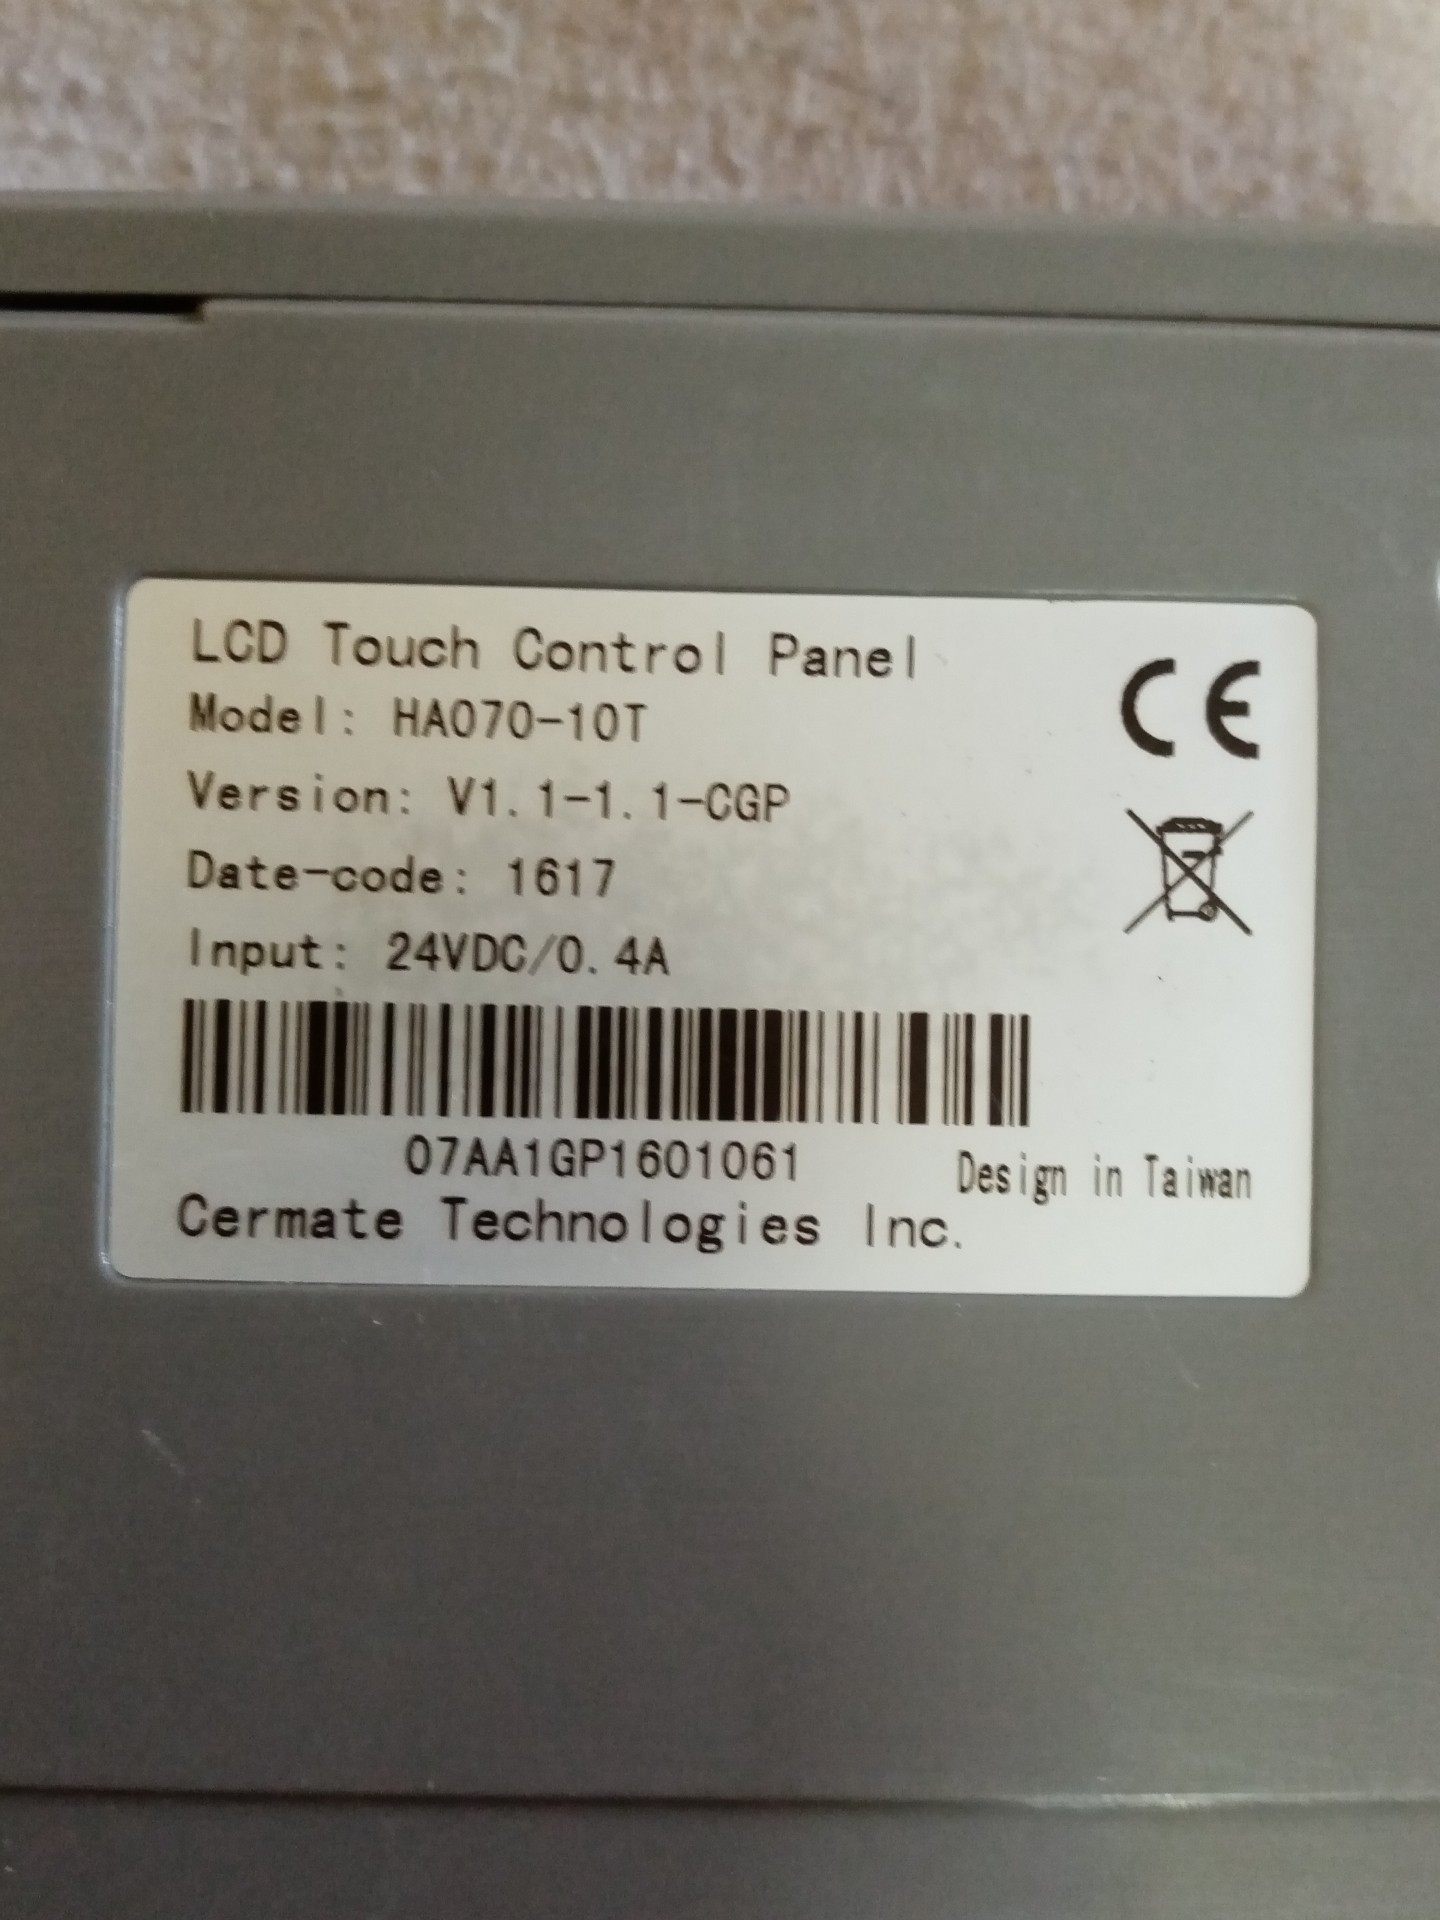 LCD Touch Control Panel
Model: HA070-10T
Version: V1.1-1.1-CGP
Date-code: 1617
Input: 24VDC/0.4A
CE
07AA1GP1601061
Design in Taiwan
Cermate Technologies Inc.